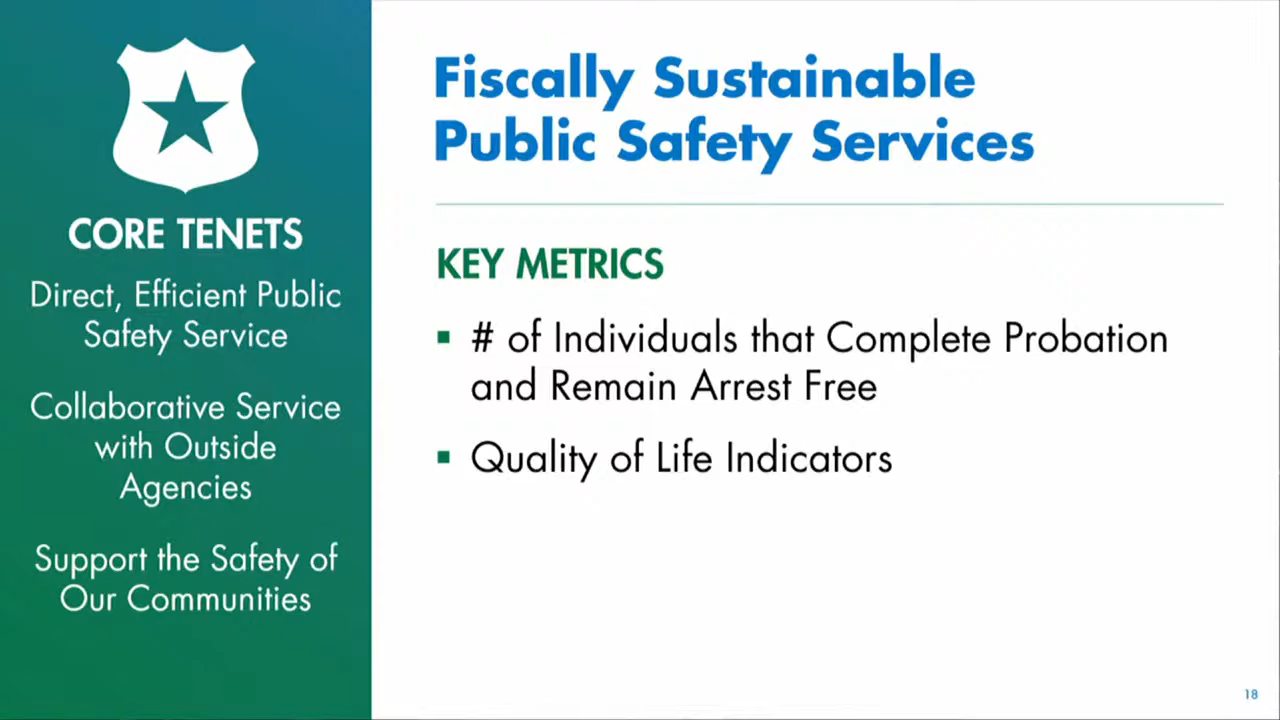 CORE TENETS
Direct, Efficient Public
Safety Service
Collaborative Service
with Outside
Agencies
Support the Safety of
Our Communities
Fiscally Sustainable
Public Safety Services
KEY METRICS
▪ # of Individuals that Complete Probation
and Remain Arrest Free
▪ Quality of Life Indicators
18